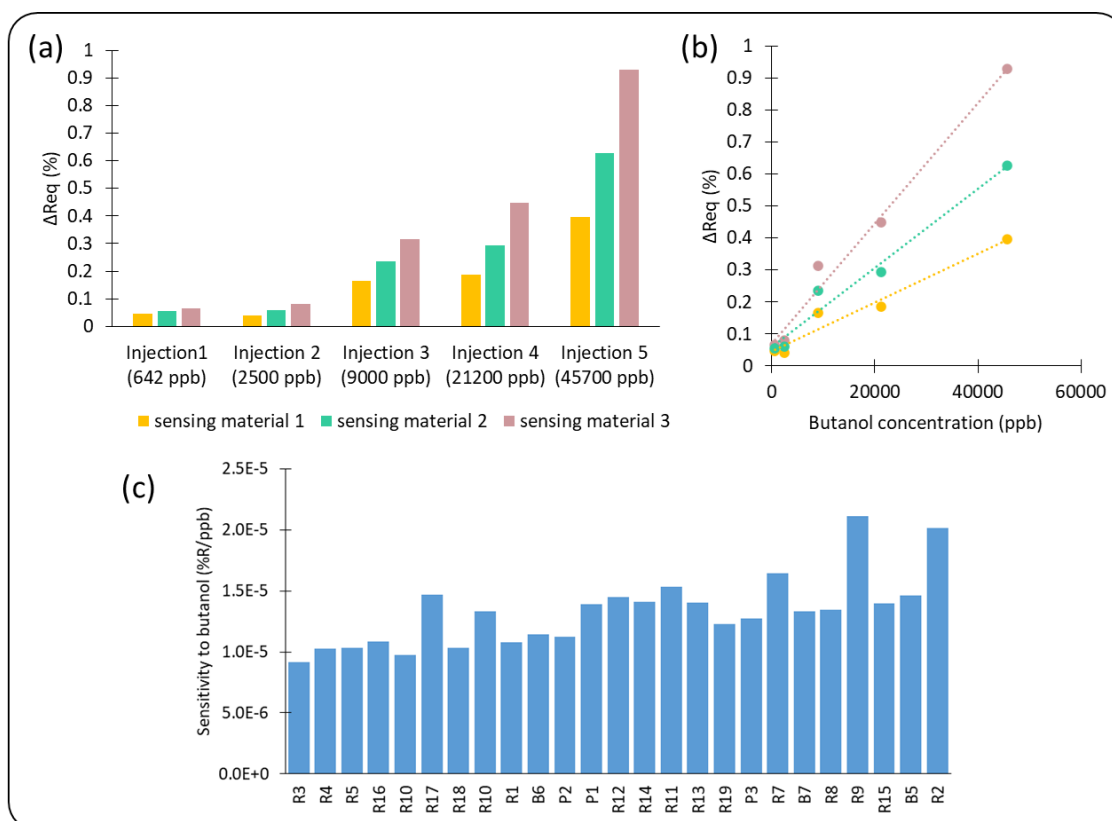 (a)
1
0.9
0.8
0.7
0.6
0.5
0.4
0.3
0.2
0.1
0
ΔReq (%)
Injection1
(642 ppb)
Injection 2
(2500 ppb)
Injection 3
(9000 ppb)
Injection 4
(21200 ppb)
Injection 5
(45700 ppb)
sensing material 1
sensing material 2
sensing material 3
(b)
1
0.9
0.8
0.7
0.6
0.5
0.4
0.3
0.2
0.1
0
ΔReq (%)
0
20000
40000
60000
Butanol concentration (ppb)
(c)
2.5E-5
2.0E-5
1.5E-5
1.0E-5
5.0E-6
0.0E+0
Sensitivity to butanol (%R/ppb)
R3
R4
R5
R16
R10
R17
R18
R10
R1
B6
P2
P1
R12
R14
R11
R13
R19
P3
R7
B7
R8
R9
R15
B5
R2